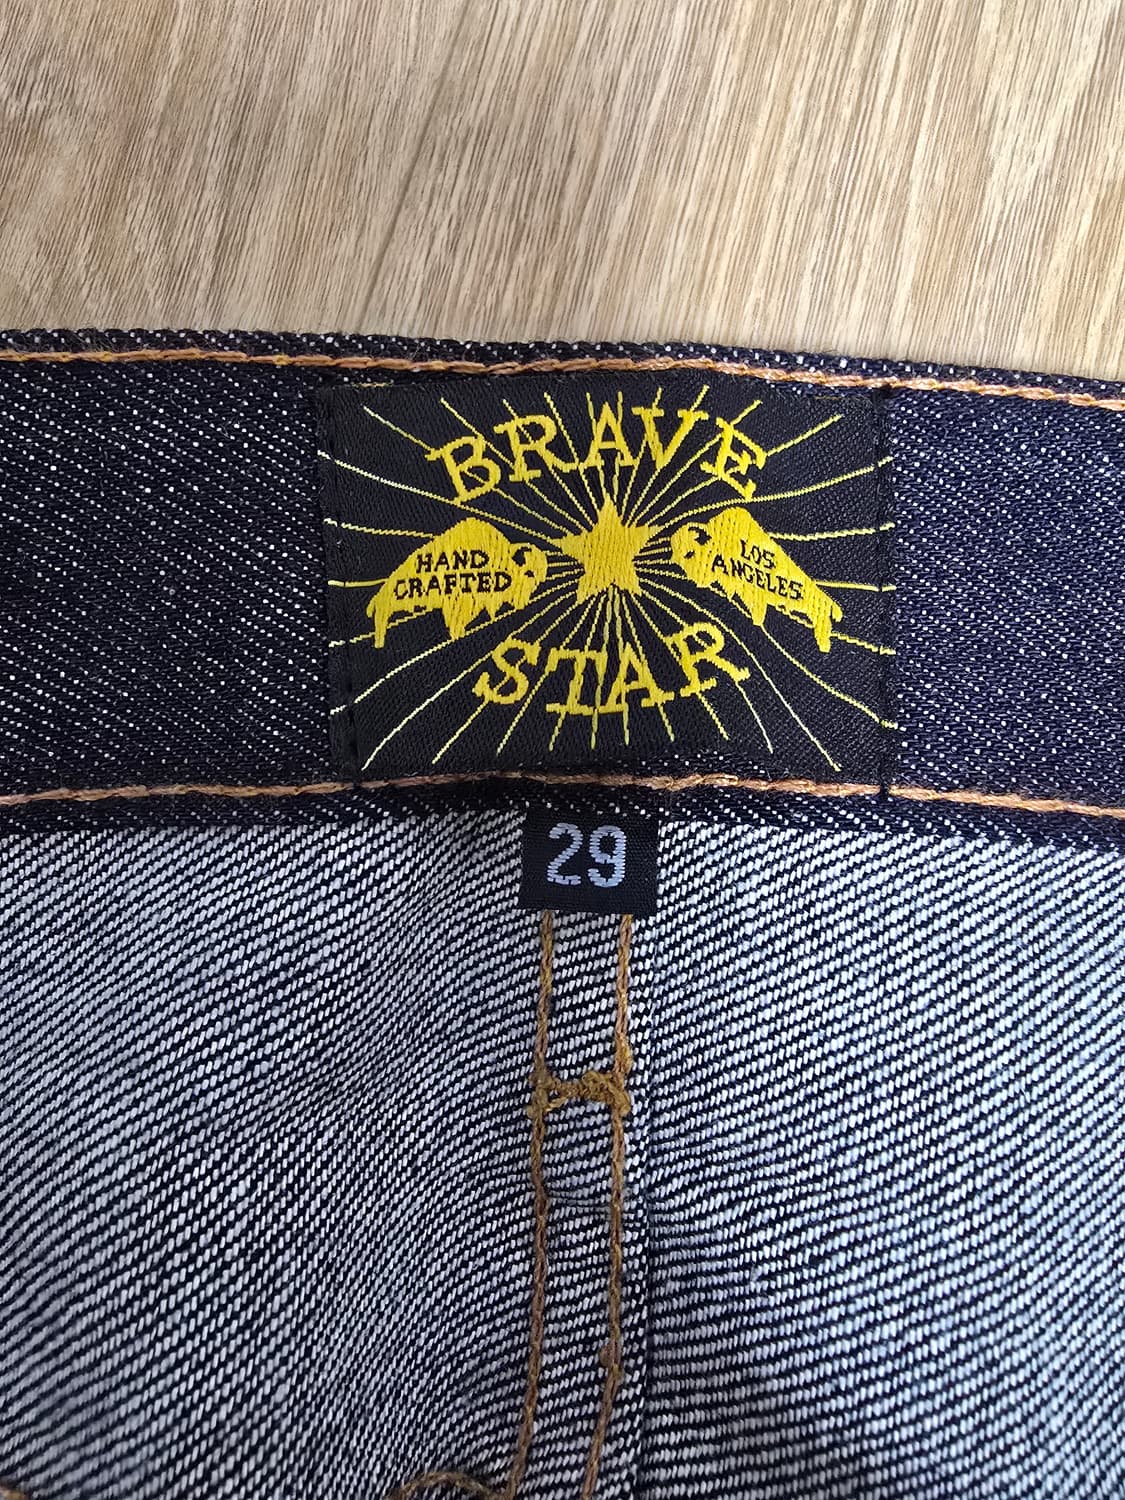 BRAVE
HAND
CRAFTED
LOS
ANGELES
STAR
29